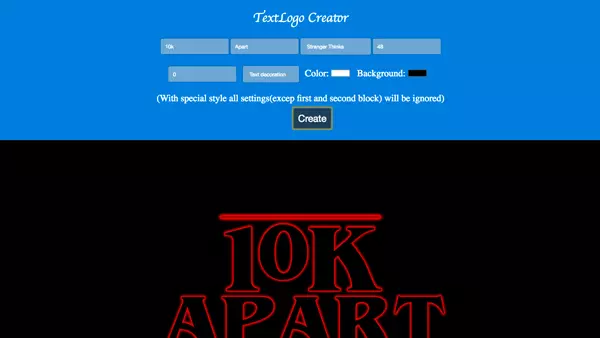 TextLogo Creator
10k Apart Stranger Thinks 48
0 Text decoration Color: Background:
(With special style all settings(excep first and second block) will be ignored)
Create
10K
APART